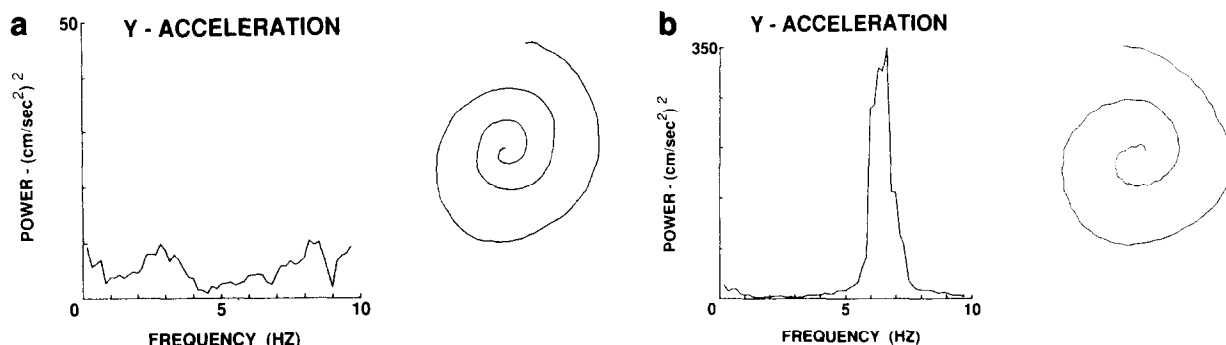 a
Y - ACCELERATION
50
POWER - (cm/sec²) ²
0
5
10
FREQUENCY (HZ)
b
Y - ACCELERATION
350
POWER - (cm/sec²) ²
0
5
10
FREQUENCY (HZ)